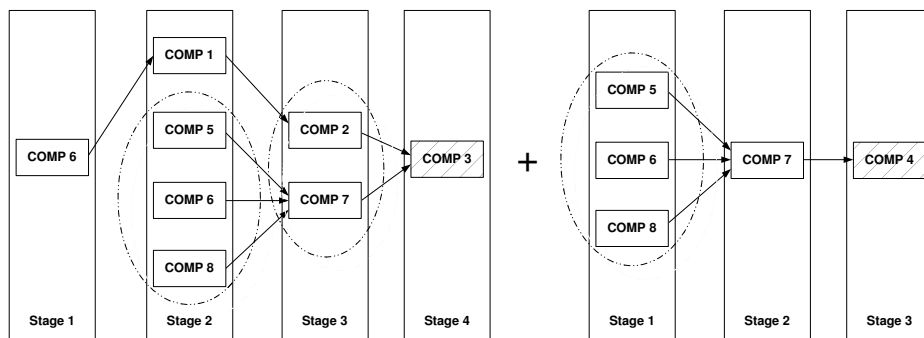 COMP 6
Stage 1
COMP 1
COMP 5
COMP 6
COMP 8
Stage 2
COMP 2
COMP 7
Stage 3
COMP 3
Stage 4
+
COMP 5
COMP 6
COMP 8
Stage 1
COMP 7
Stage 2
COMP 4
Stage 3